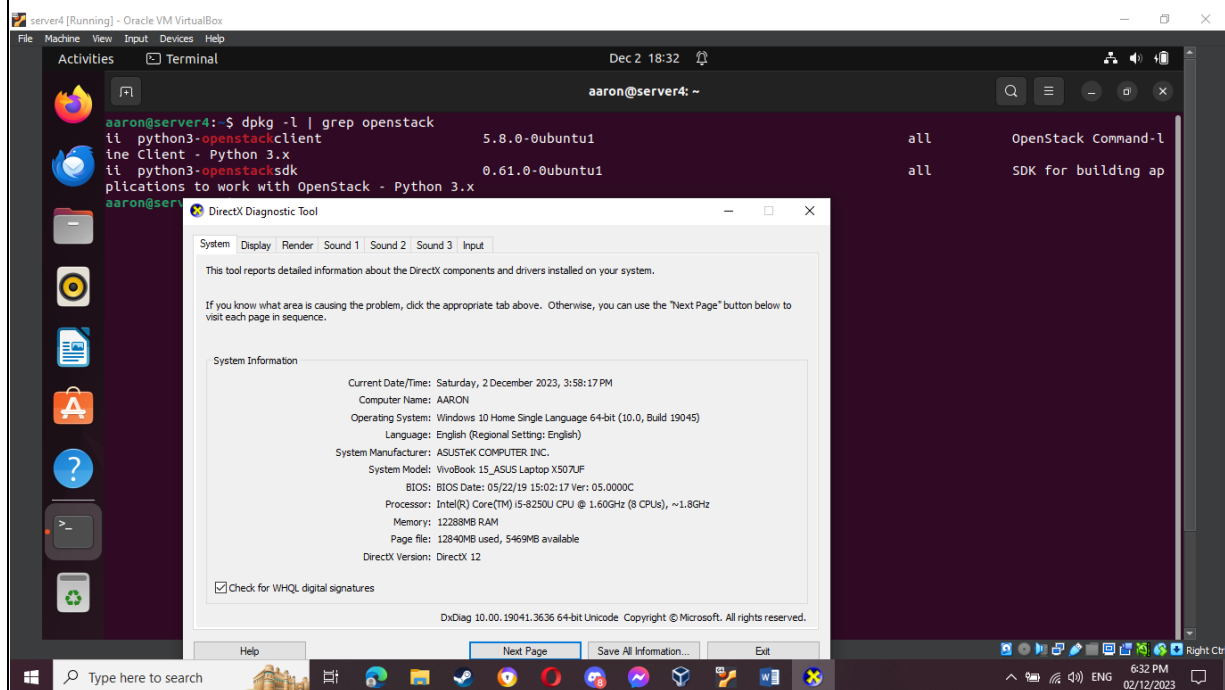 server4 [Running] - Oracle VM VirtualBox
File Machine View Input Devices Help
Activities Terminal Dec 2 18:32
aaron@server4: ~
aaron@server4:~$ dpkg -l | grep openstack
ii python3-openstackclient 5.8.0-0ubuntu1 all OpenStack Command-l
ine Client - Python 3.x
ii python3-openstacksdk 0.61.0-0ubuntu1 all SDK for building ap
plications to work with OpenStack - Python 3.x
aaron@serv
DirectX Diagnostic Tool
System Display Render Sound 1 Sound 2 Sound 3 Input
This tool reports detailed information about the DirectX components and drivers installed on your system.
If you know what area is causing the problem, click the appropriate tab above. Otherwise, you can use the "Next Page" button below to
visit each page in sequence.
System Information
Current Date/Time: Saturday, 2 December 2023, 3:58:17 PM
Computer Name: AARON
Operating System: Windows 10 Home Single Language 64-bit (10.0, Build 19045)
Language: English (Regional Setting: English)
System Manufacturer: ASUSTeK COMPUTER INC.
System Model: VivoBook 15_ASUS Laptop X507UF
BIOS: BIOS Date: 05/22/19 15:02:17 Ver: 05.0000C
Processor: Intel(R) Core(TM) i5-8250U CPU @ 1.60GHz (8 CPUs), ~1.8GHz
Memory: 12288MB RAM
Page file: 12840MB used, 5469MB available
DirectX Version: DirectX 12
Check for WHQL digital signatures
DxDiag 10.00.19041.3636 64-bit Unicode Copyright © Microsoft. All rights reserved.
Help Next Page Save All Information... Exit
Right Ctr
Type here to search ENG 6:32 PM
02/12/2023